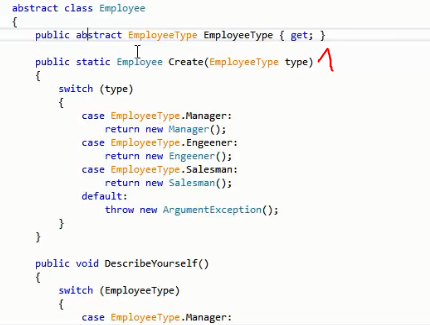 abstract class Employee
{
public abstract EmployeeType EmployeeType { get; }
public static Employee Create(EmployeeType type)
{
switch (type)
{
case EmployeeType.Manager:
return new Manager();
case EmployeeType.Engeener:
return new Engeener();
case EmployeeType.Salesman:
return new Salesman();
default:
throw new ArgumentException();
}
}
public void DescribeYourself()
{
switch (EmployeeType)
{
case EmployeeType.Manager: